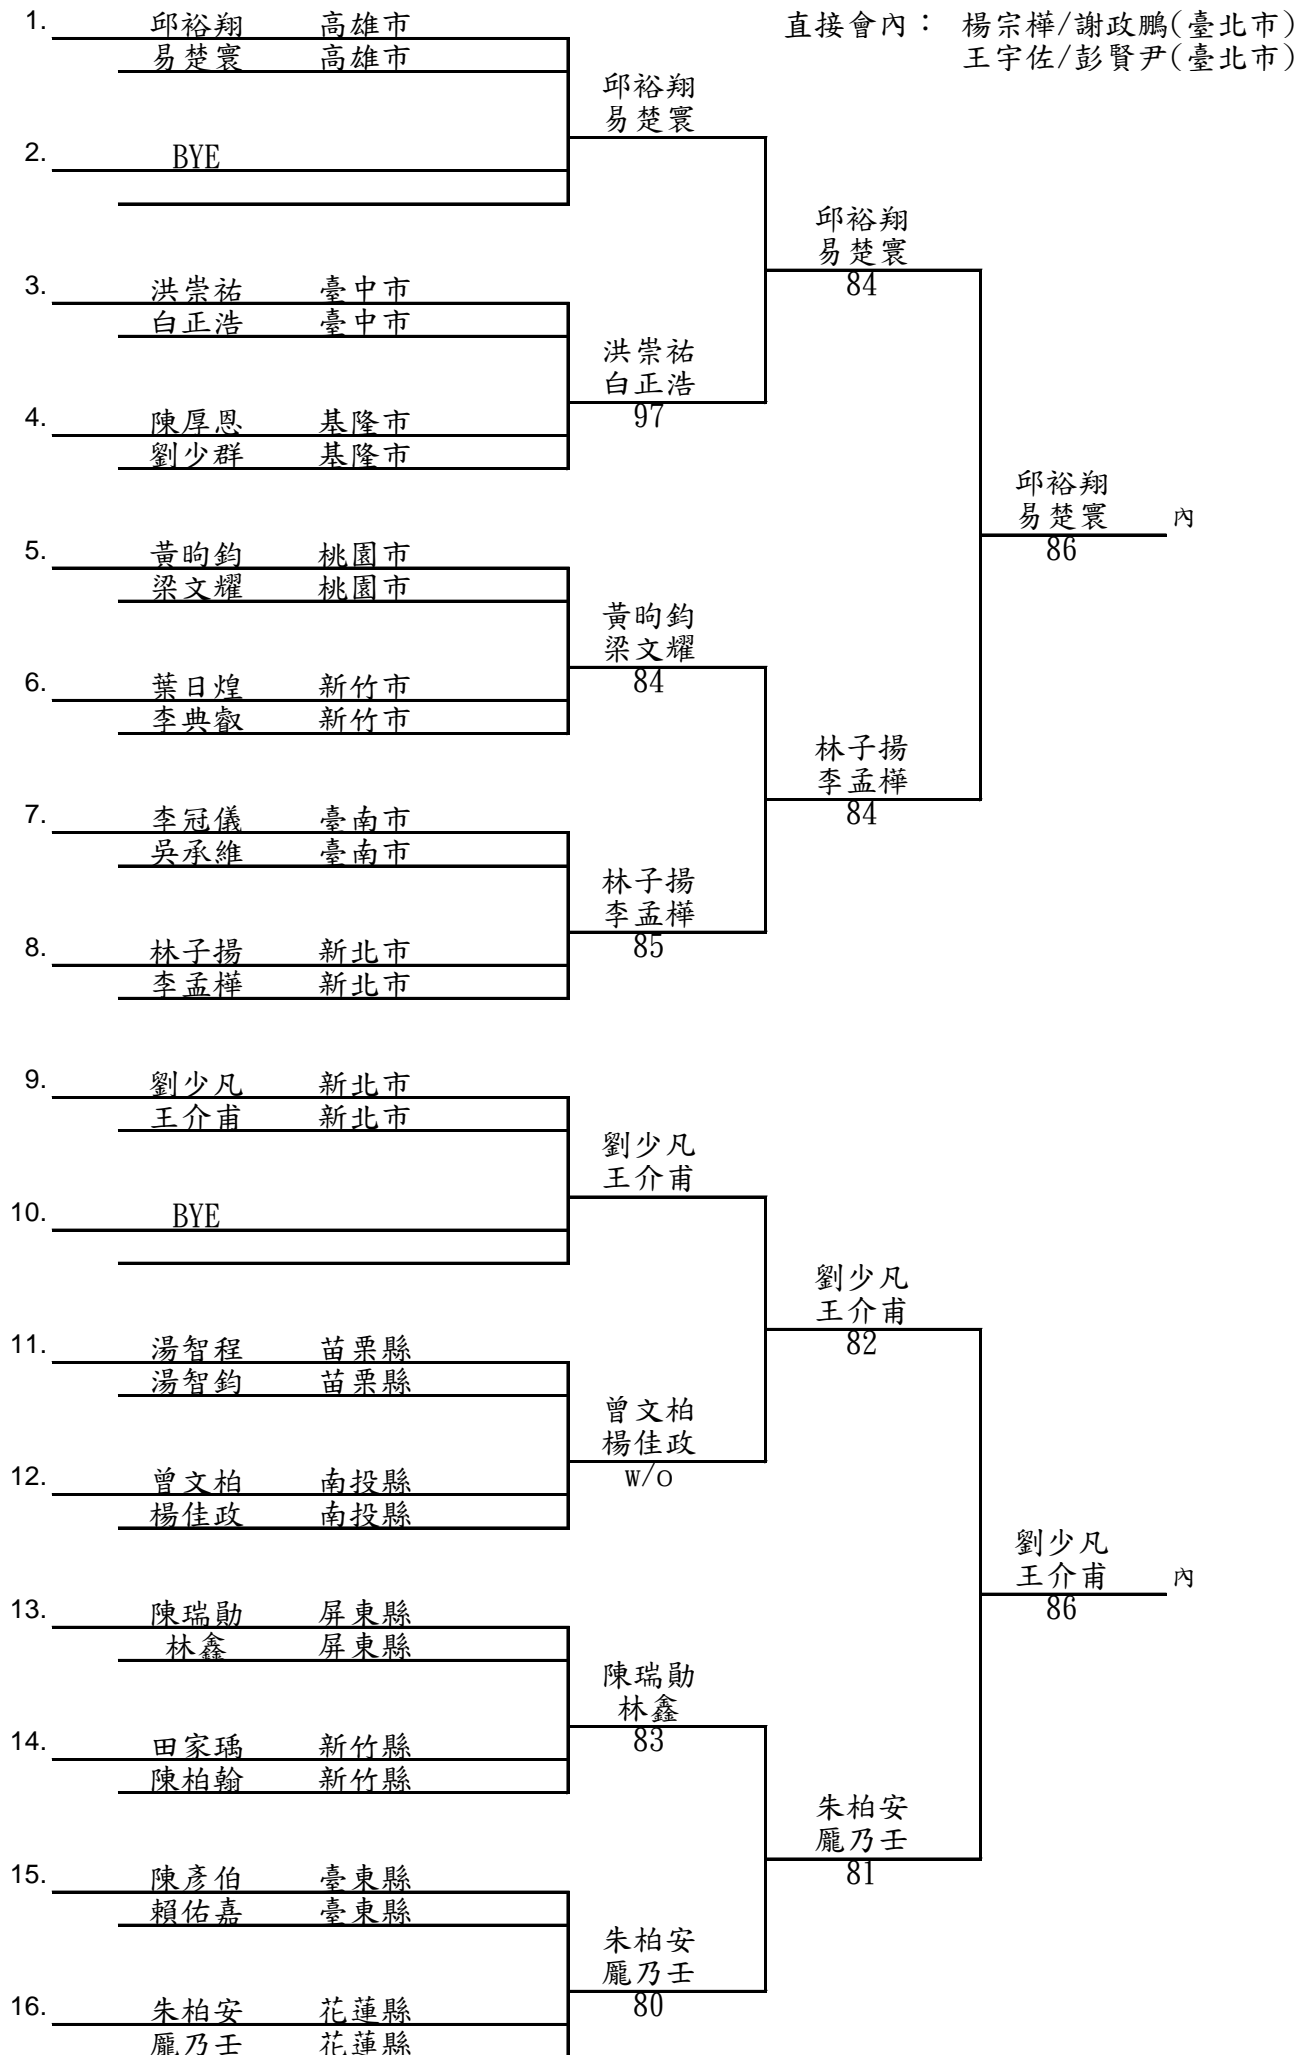 直接會內： 楊宗樺/謝政鵬(臺北市)
王宇佐/彭賢尹(臺北市)
1. 邱裕翔 高雄市
易楚寰 高雄市
邱裕翔
易楚寰
2. BYE
邱裕翔
易楚寰
84
3. 洪崇祐 臺中市
白正浩 臺中市
洪崇祐
白正浩
97
4. 陳厚恩 基隆市
劉少群 基隆市
邱裕翔
易楚寰 內
86
5. 黃昫鈞 桃園市
梁文耀 桃園市
黃昫鈞
梁文耀
84
6. 葉日煌 新竹市
李典叡 新竹市
林子揚
李孟樺
84
7. 李冠儀 臺南市
吳承維 臺南市
林子揚
李孟樺
85
8. 林子揚 新北市
李孟樺 新北市
9. 劉少凡 新北市
王介甫 新北市
劉少凡
王介甫
10. BYE
劉少凡
王介甫
82
11. 湯智程 苗栗縣
湯智鈞 苗栗縣
曾文柏
楊佳政
w/o
12. 曾文柏 南投縣
楊佳政 南投縣
劉少凡
王介甫 內
86
13. 陳瑞勛 屏東縣
林鑫 屏東縣
陳瑞勛
林鑫
83
14. 田家瑀 新竹縣
陳柏翰 新竹縣
朱柏安
龎乃壬
81
15. 陳彥伯 臺東縣
賴佑嘉 臺東縣
朱柏安
龎乃壬
80
16. 朱柏安 花蓮縣
龎乃壬 花蓮縣